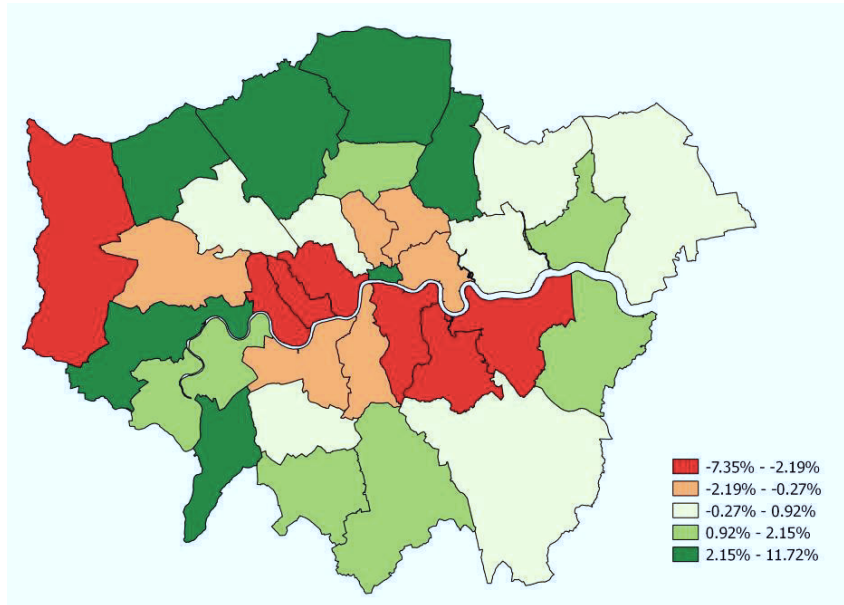 -7.35% - -2.19%
-2.19% - -0.27%
-0.27% - 0.92%
0.92% - 2.15%
2.15% - 11.72%